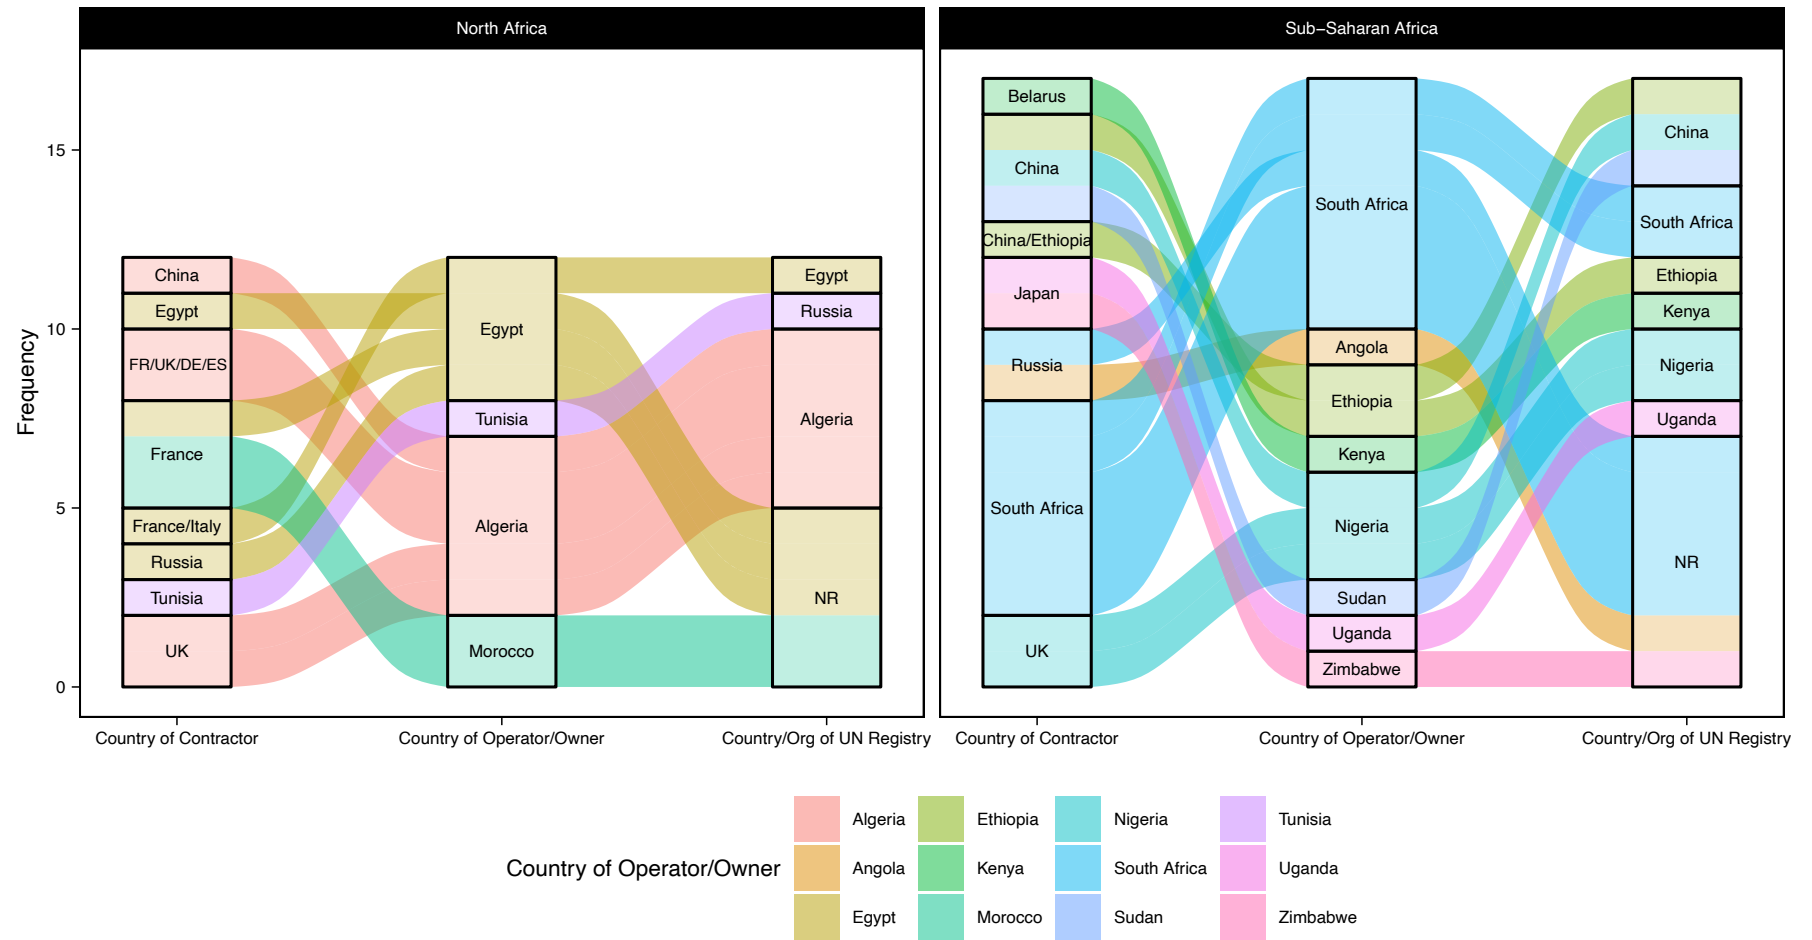 North Africa
Sub−Saharan Africa
Frequency
15
10
5
0
China
Egypt
FR/UK/DE/ES
France
France/Italy
Russia
Tunisia
UK
Egypt
Tunisia
Algeria
Morocco
Egypt
Russia
Algeria
NR
Country of Contractor
Country of Operator/Owner
Country/Org of UN Registry
Belarus
China
China/Ethiopia
Japan
Russia
South Africa
UK
South Africa
Angola
Ethiopia
Kenya
Nigeria
Sudan
Uganda
Zimbabwe
China
South Africa
Ethiopia
Kenya
Nigeria
Uganda
NR
Country of Contractor
Country of Operator/Owner
Country/Org of UN Registry
Country of Operator/Owner
Algeria
Angola
Egypt
Ethiopia
Kenya
Morocco
Nigeria
South Africa
Sudan
Tunisia
Uganda
Zimbabwe